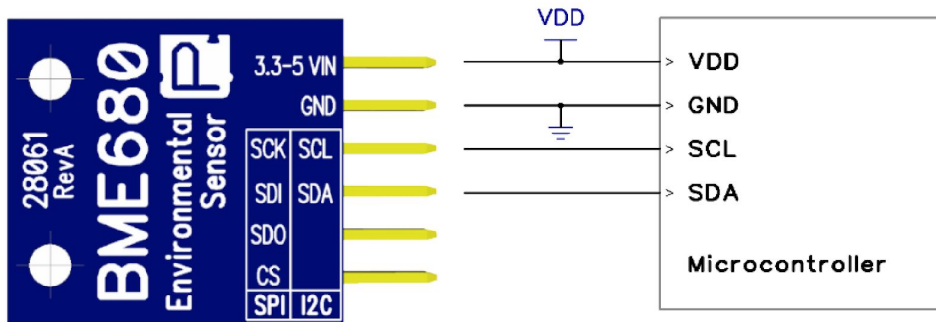 28061
RevA
BME680
Environmental
Sensor
P
3.3-5 VIN
GND
SCK SCL
SDI SDA
SDO
CS
SPI I2C
VDD
> VDD
> GND
> SCL
> SDA
Microcontroller